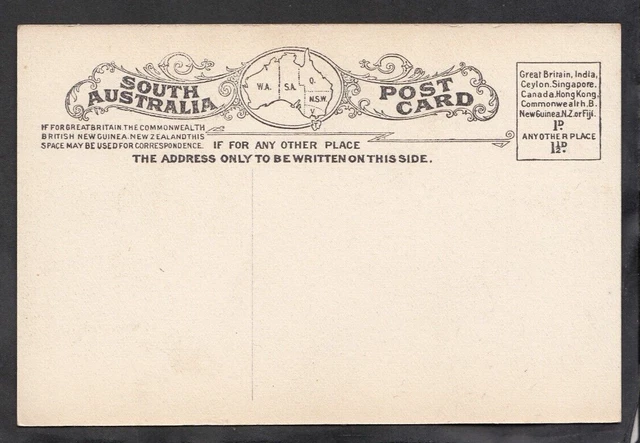 SOUTH
AUSTRALIA
W.A.
S.A.
Q.
N.S.W.
V
POST
CARD
IF FOR GREAT BRITAIN. THE COMMONWEALTH
BRITISH NEW GUINEA. NEW ZEALAND THIS
SPACE MAY BE USED FOR CORRESPONDENCE.
IF FOR ANY OTHER PLACE
THE ADDRESS ONLY TO BE WRITTEN ON THIS SIDE.
Great Britain, India,
Ceylon, Singapore,
Canada, Hong Kong,
Commonwealth, B.
New Guinea, N.Z. or Fiji.
1D.
ANY OTHER PLACE
1½D.